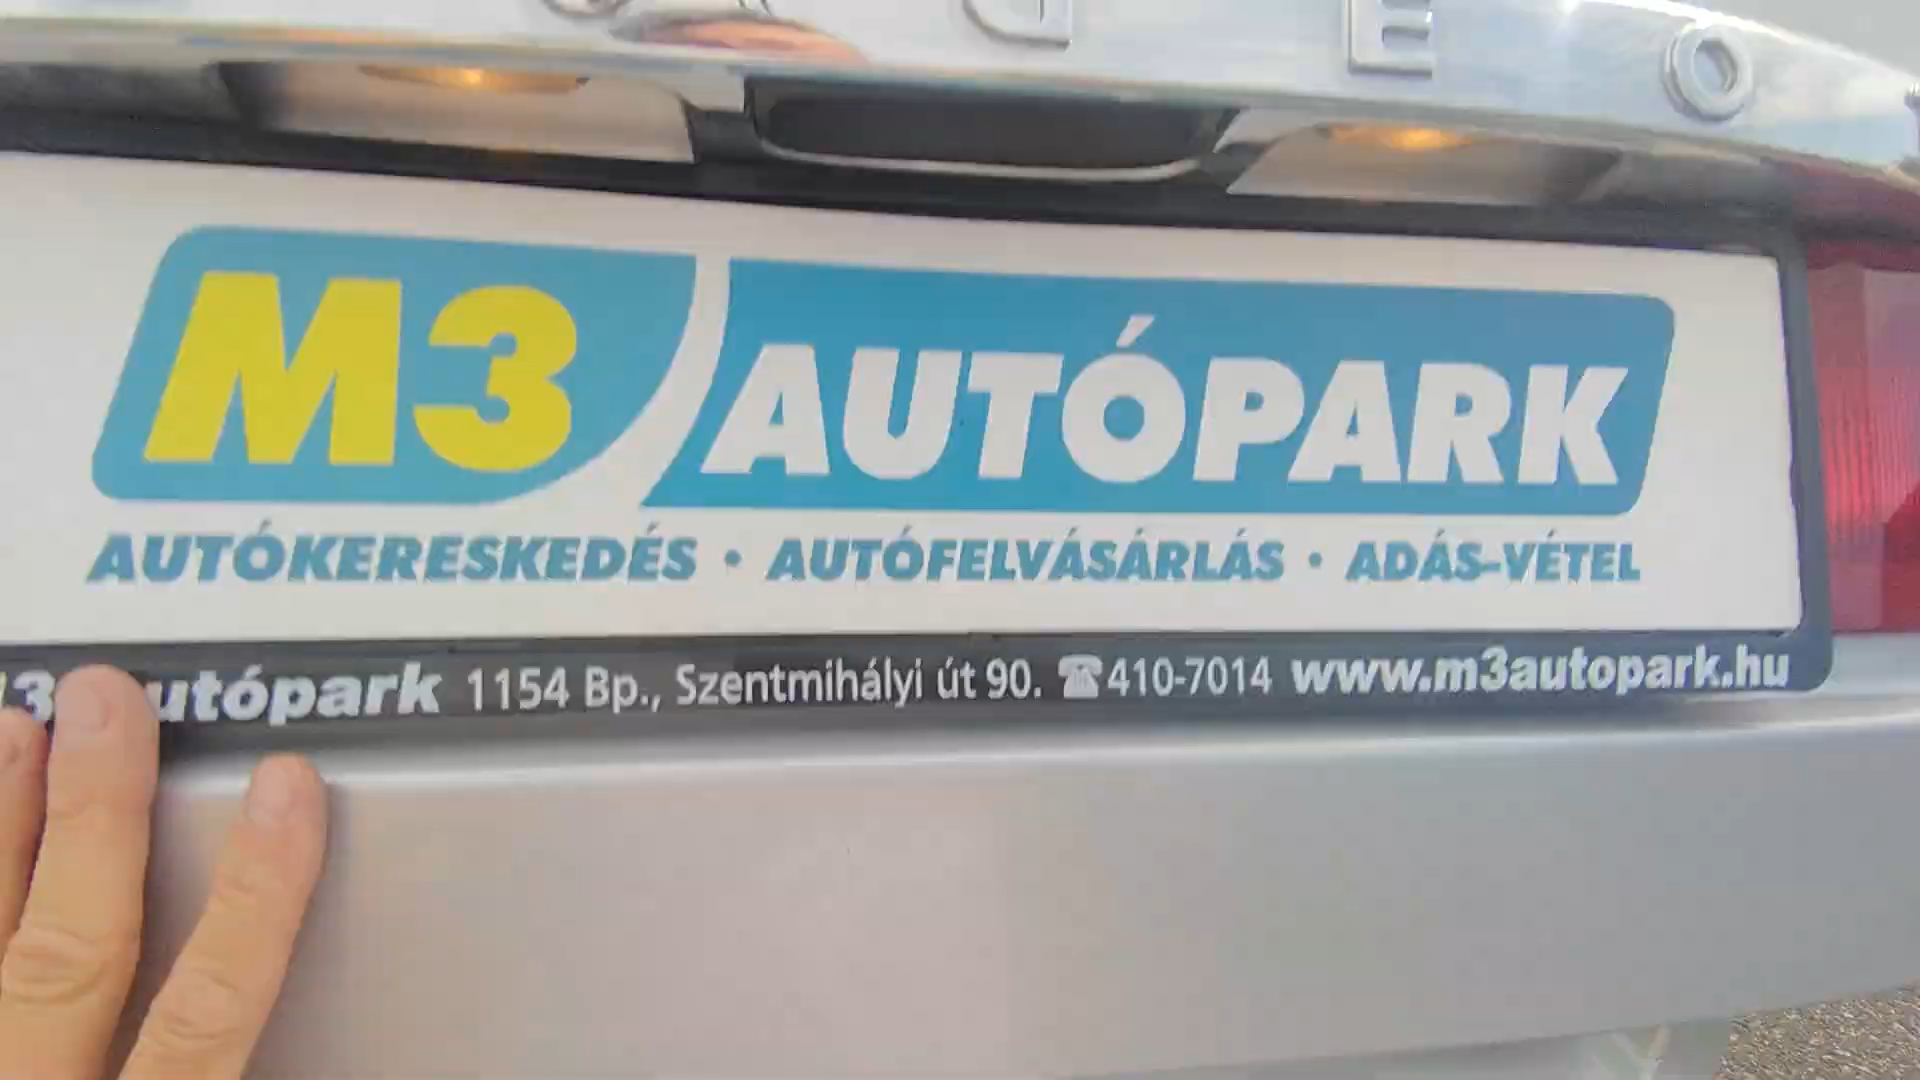 M3 AUTÓPARK
AUTÓKERESKEDÉS • AUTÓFELVÁSÁRLÁS • ADÁS-VÉTEL
1154 Bp., Szentmihályi út 90. ☎410-7014 www.m3autopark.hu